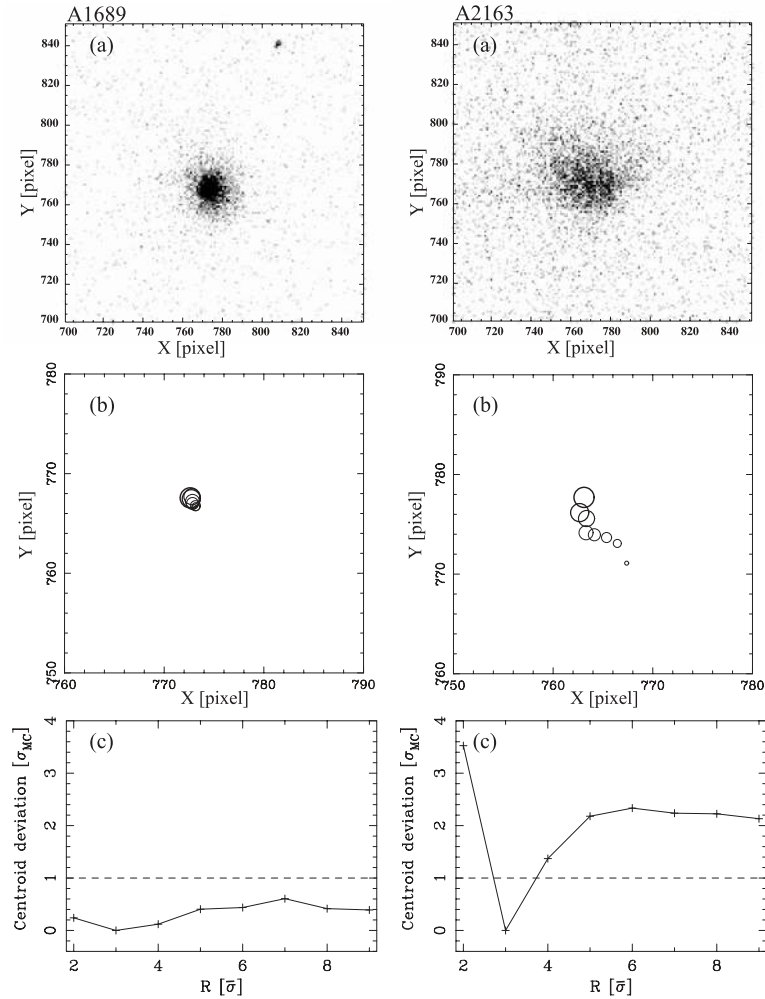 A1689
A2163
(a)
850
840
820
800
780
760
740
720
700
700 720 740 760 780 800 820 840
Y [pixel]
X [pixel]
(a)
840
820
800
780
760
740
720
700
700 720 740 760 780 800 820 840
Y [pixel]
X [pixel]
(b)
780
770
760
750
760 770 780 790
Y [pixel]
X [pixel]
(b)
790
780
770
760
750 760 770 780
Y [pixel]
X [pixel]
(c)
4
3
2
1
0
2 4 6 8
Centroid deviation [σMC]
R [σ̅]
(c)
4
3
2
1
0
2 4 6 8
Centroid deviation [σMC]
R [σ̅]